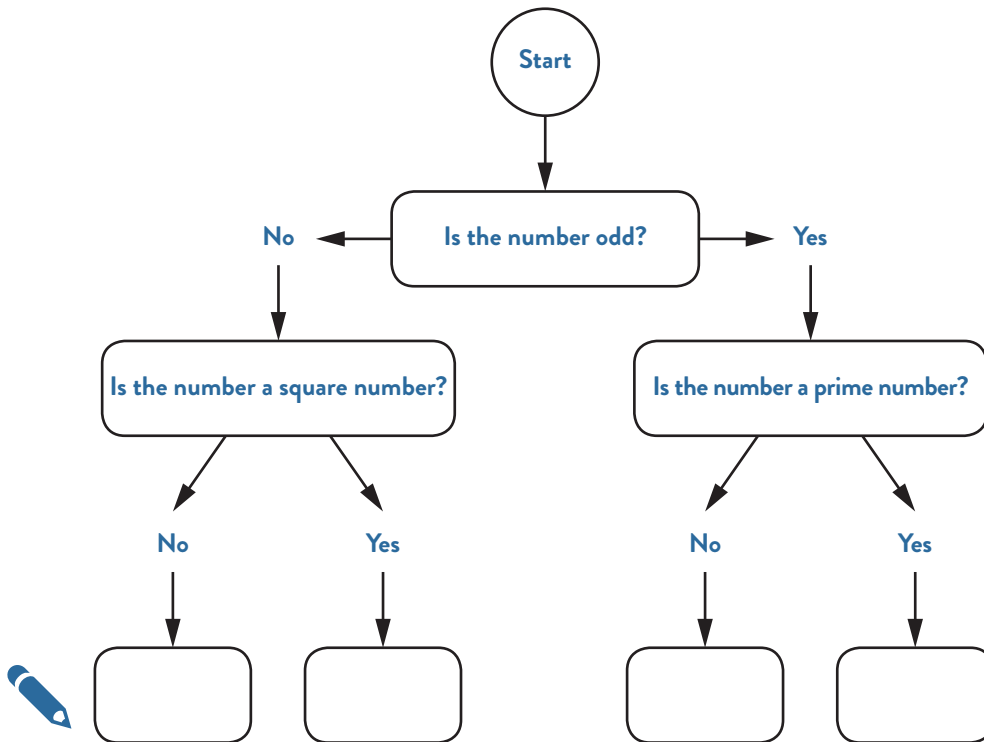 Start
No
Is the number odd?
Yes
Is the number a square number?
Is the number a prime number?
No
Yes
No
Yes